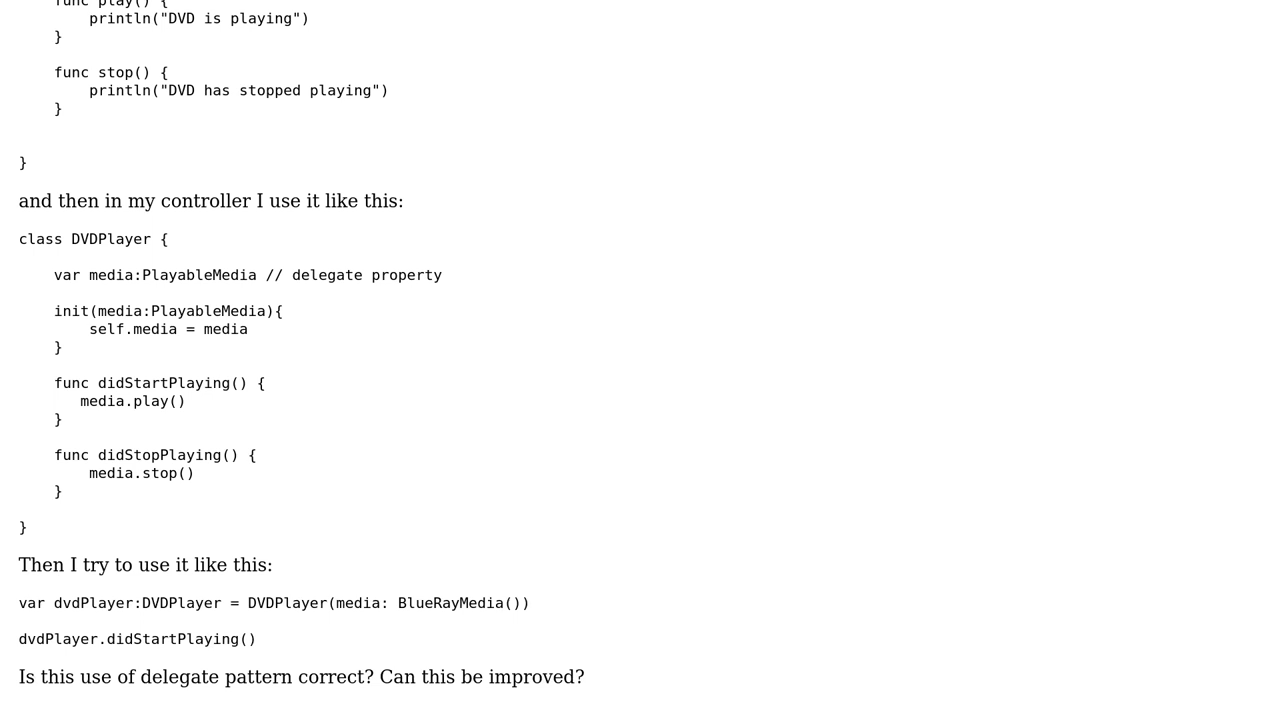 func play() {
println("DVD is playing")
}
func stop() {
println("DVD has stopped playing")
}
}
and then in my controller I use it like this:
class DVDPlayer {
var media:PlayableMedia // delegate property
init(media:PlayableMedia){
self.media = media
}
func didStartPlaying() {
media.play()
}
func didStopPlaying() {
media.stop()
}
}
Then I try to use it like this:
var dvdPlayer:DVDPlayer = DVDPlayer(media: BlueRayMedia())
dvdPlayer.didStartPlaying()
Is this use of delegate pattern correct? Can this be improved?